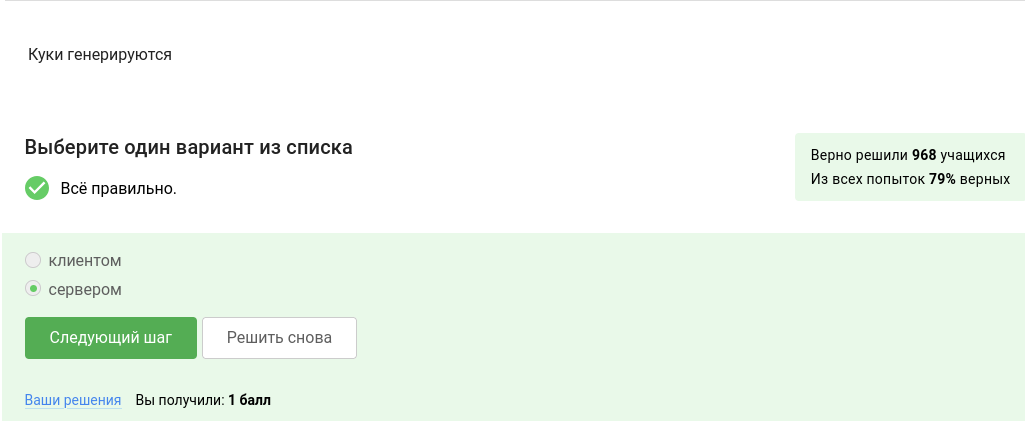 Куки генерируются
Выберите один вариант из списка
Верно решили 968 учащихся
Из всех попыток 79% верных
Всё правильно.
клиентом
сервером
Следующий шаг
Решить снова
Ваши решения
Вы получили: 1 балл